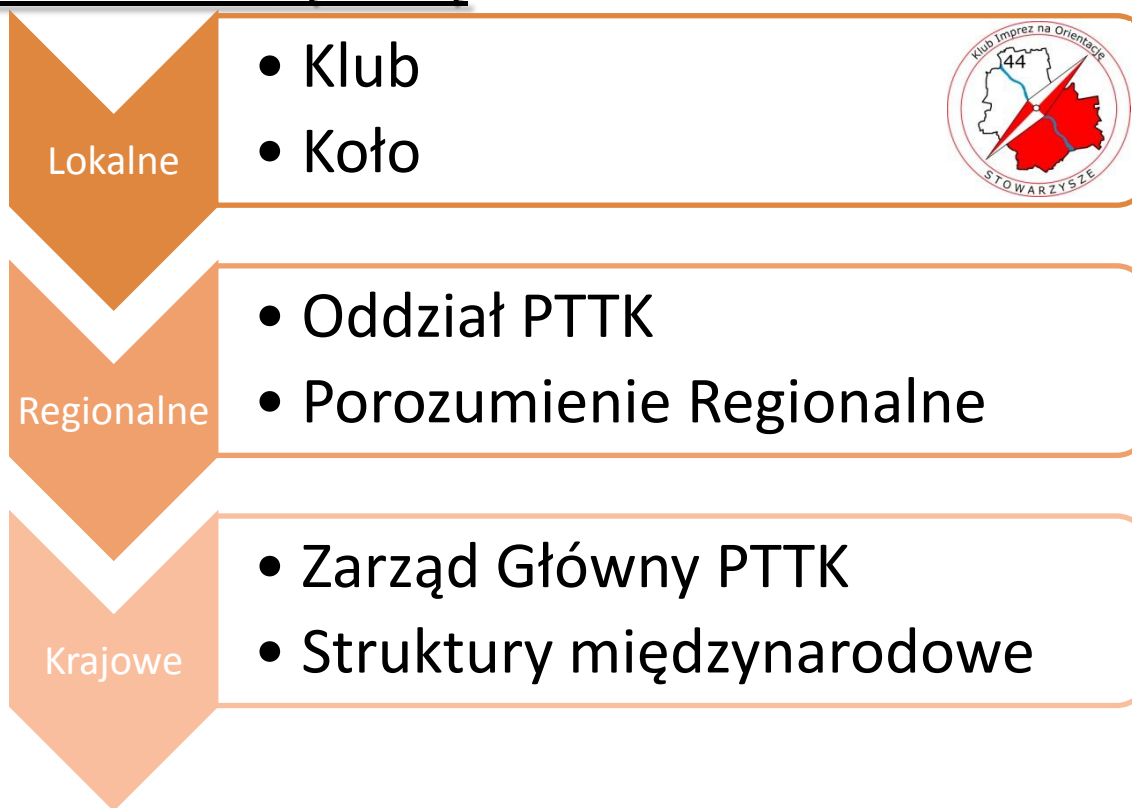 Lokalne
• Klub
• Koło
Klub Imprez na Orientację
44
STOWARZYSZE
Regionalne
• Oddział PTTK
• Porozumienie Regionalne
Krajowe
• Zarząd Główny PTTK
• Struktury międzynarodowe